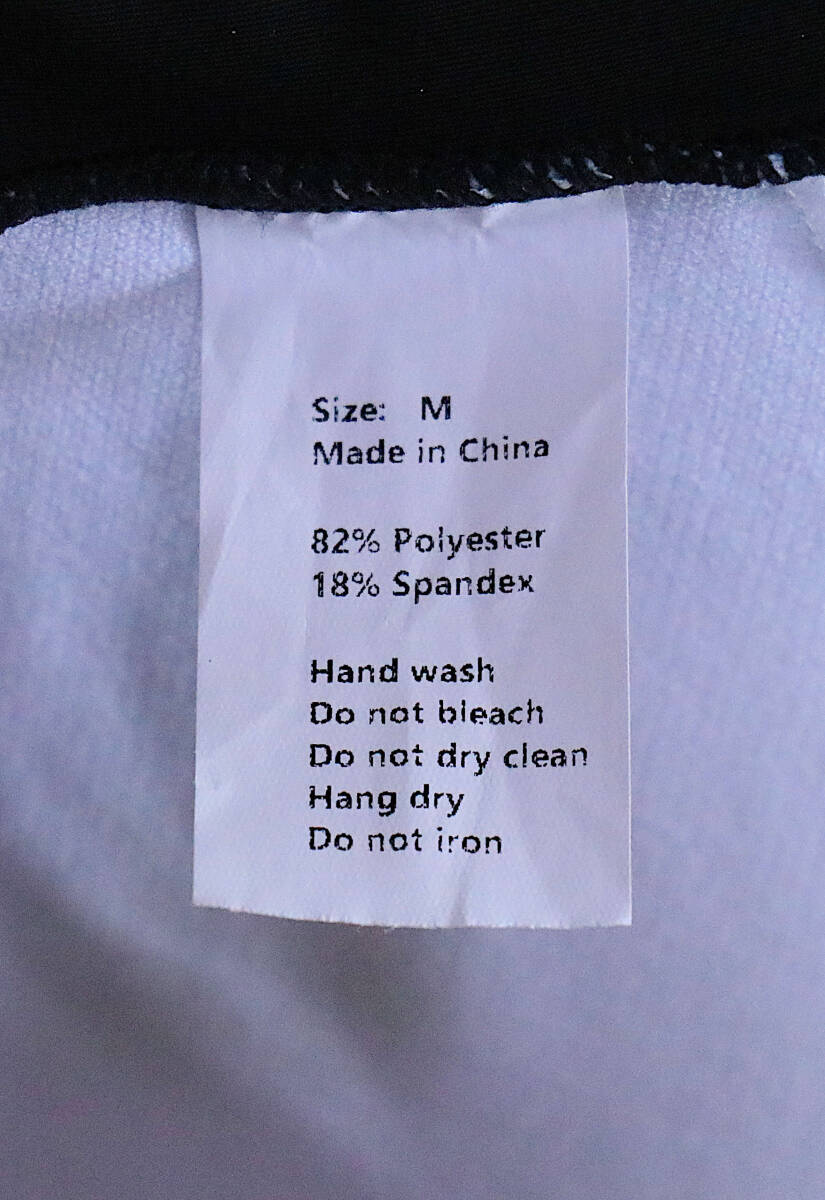 Size: M
Made in China
82% Polyester
18% Spandex
Hand wash
Do not bleach
Do not dry clean
Hang dry
Do not iron